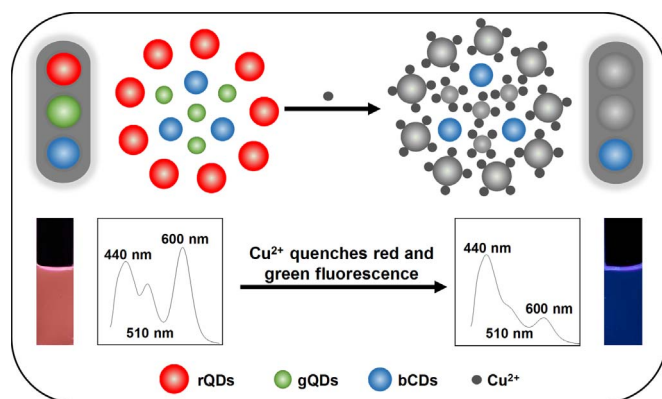 440 nm
600 nm
510 nm
Cu²⁺ quenches red and
green fluorescence
440 nm
600 nm
510 nm
rQDs
gQDs
bCDs
Cu²⁺